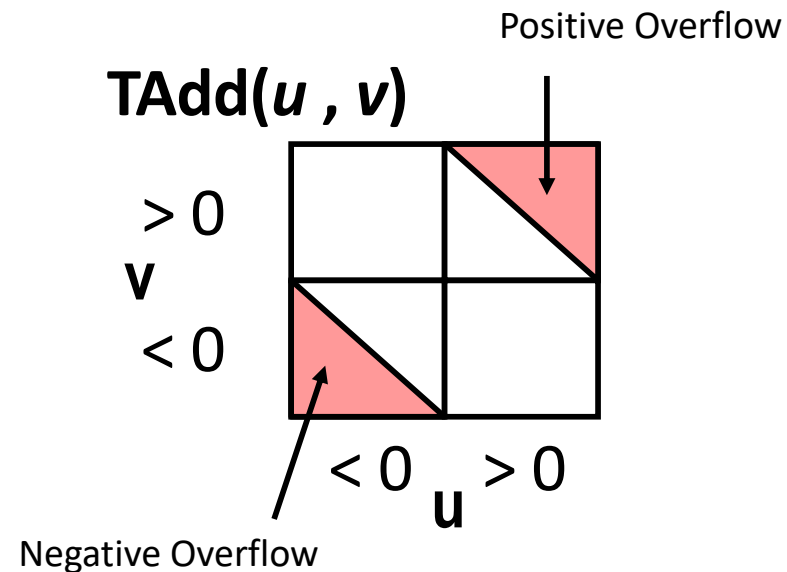 Positive Overflow
TAdd(u , v)
> 0
v
< 0
< 0 > 0
u
Negative Overflow